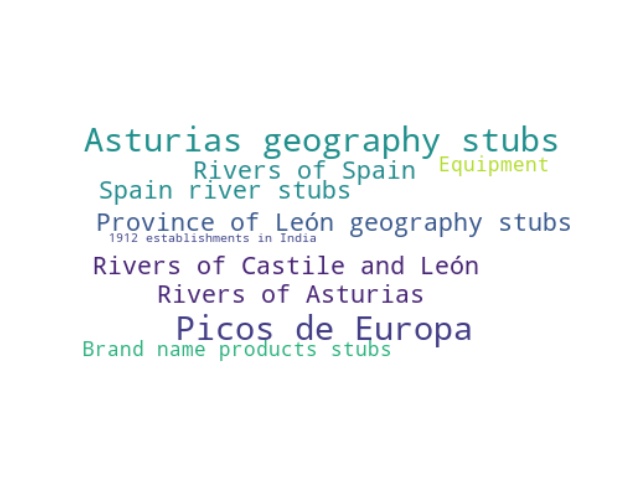 Asturias geography stubs
Rivers of Spain
Equipment
Spain river stubs
Province of León geography stubs
1912 establishments in India
Rivers of Castile and León
Rivers of Asturias
Picos de Europa
Brand name products stubs